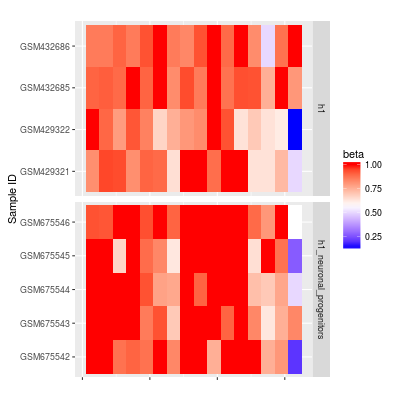 Sample ID
GSM432686
GSM432685
GSM429322
GSM429321
h1
GSM675546
GSM675545
GSM675544
GSM675543
GSM675542
h1_neuronal_progenitors
beta
1.00
0.75
0.50
0.25